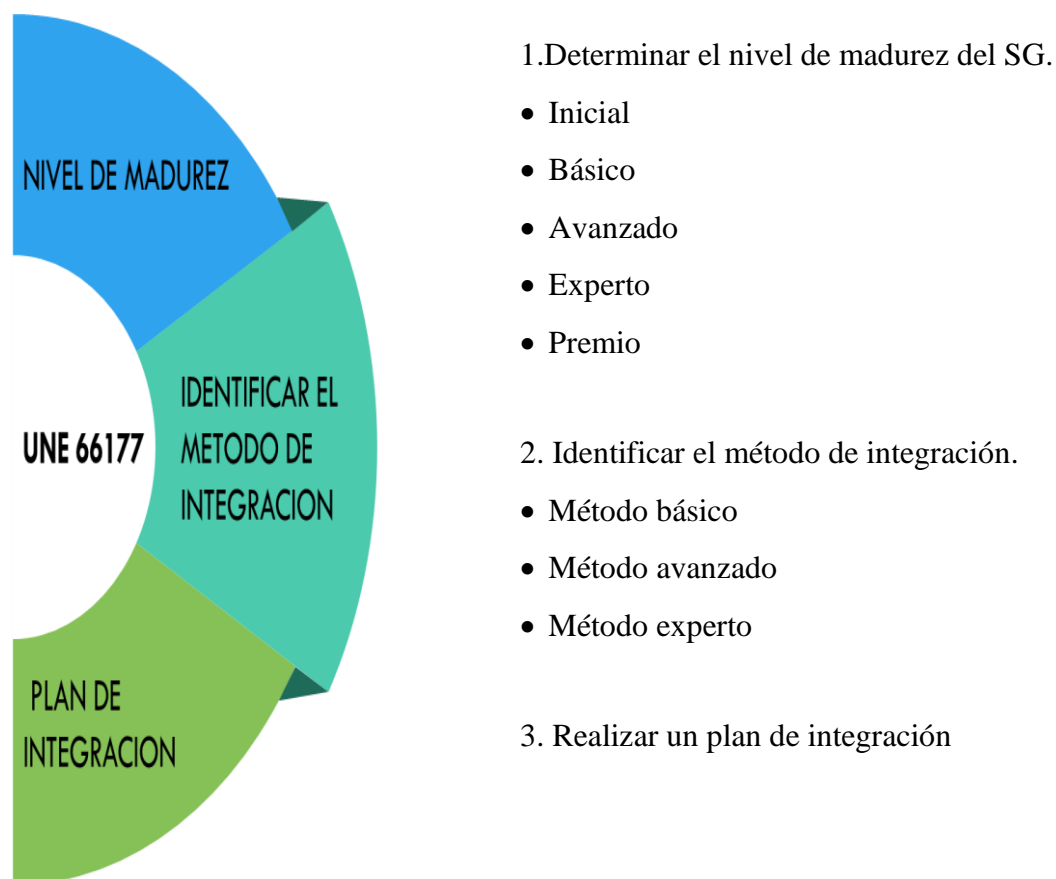 NIVEL DE MADUREZ
IDENTIFICAR EL
METODO DE
INTEGRACION
UNE 66177
PLAN DE
INTEGRACION
1.Determinar el nivel de madurez del SG.
• Inicial
• Básico
• Avanzado
• Experto
• Premio
2. Identificar el método de integración.
• Método básico
• Método avanzado
• Método experto
3. Realizar un plan de integración